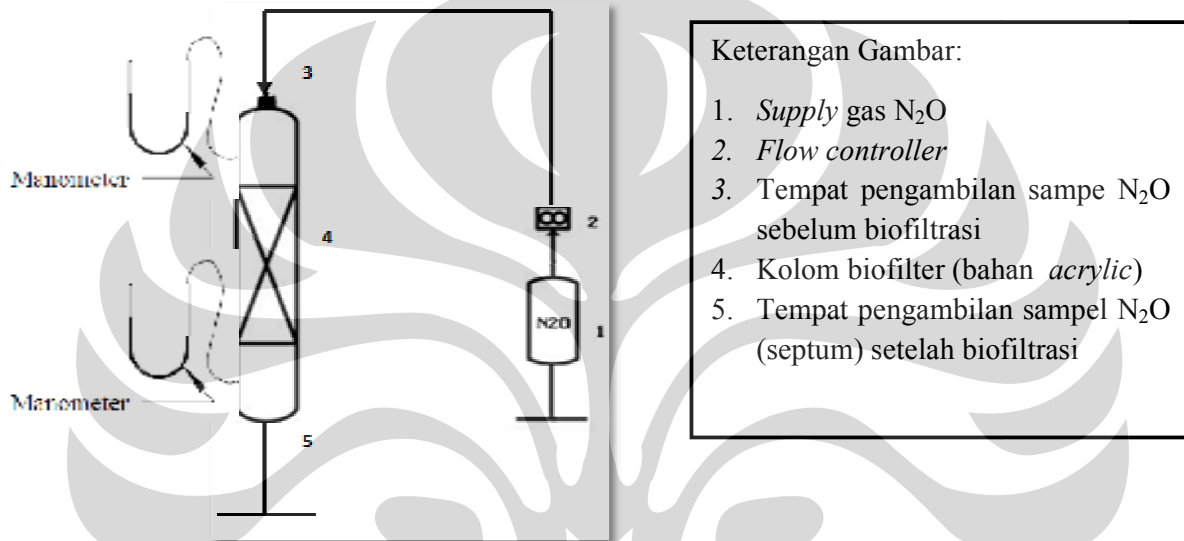 3
Manometer
4
2
N2O
1
Manometer
5
Keterangan Gambar:
1. Supply gas N₂O
2. Flow controller
3. Tempat pengambilan sampe N₂O
sebelum biofiltrasi
4. Kolom biofilter (bahan acrylic)
5. Tempat pengambilan sampel N₂O
(septum) setelah biofiltrasi